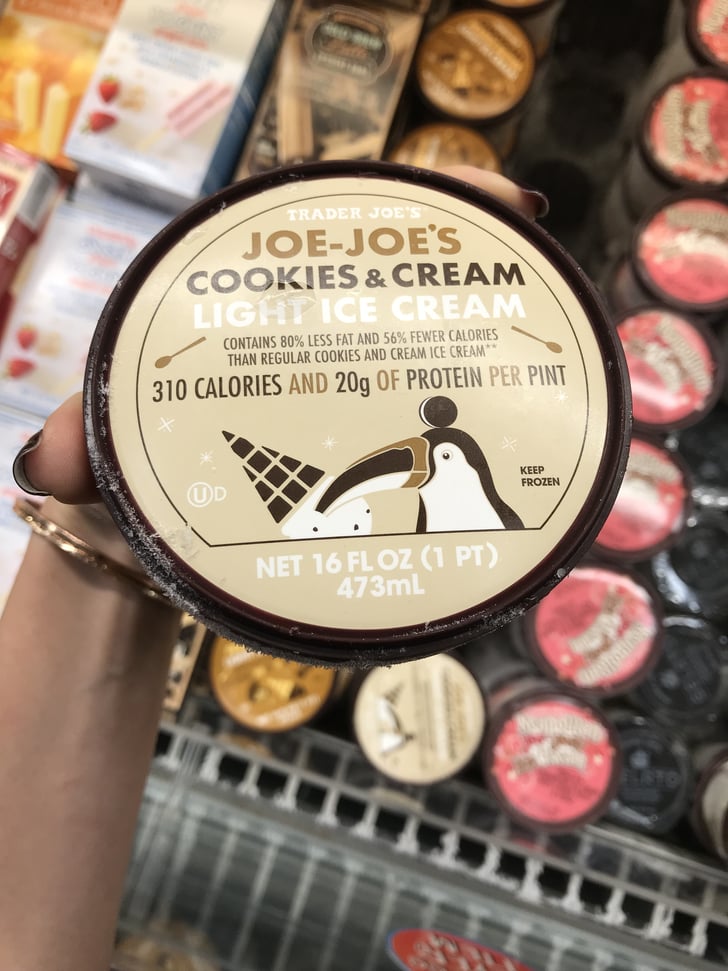 TRADER JOE'S
JOE-JOE'S
COOKIES & CREAM
LIGHT ICE CREAM
CONTAINS 80% LESS FAT AND 56% FEWER CALORIES
THAN REGULAR COOKIES AND CREAM ICE CREAM**
310 CALORIES AND 20g OF PROTEIN PER PINT
KEEP
FROZEN
U D
NET 16 FL OZ (1 PT)
473mL